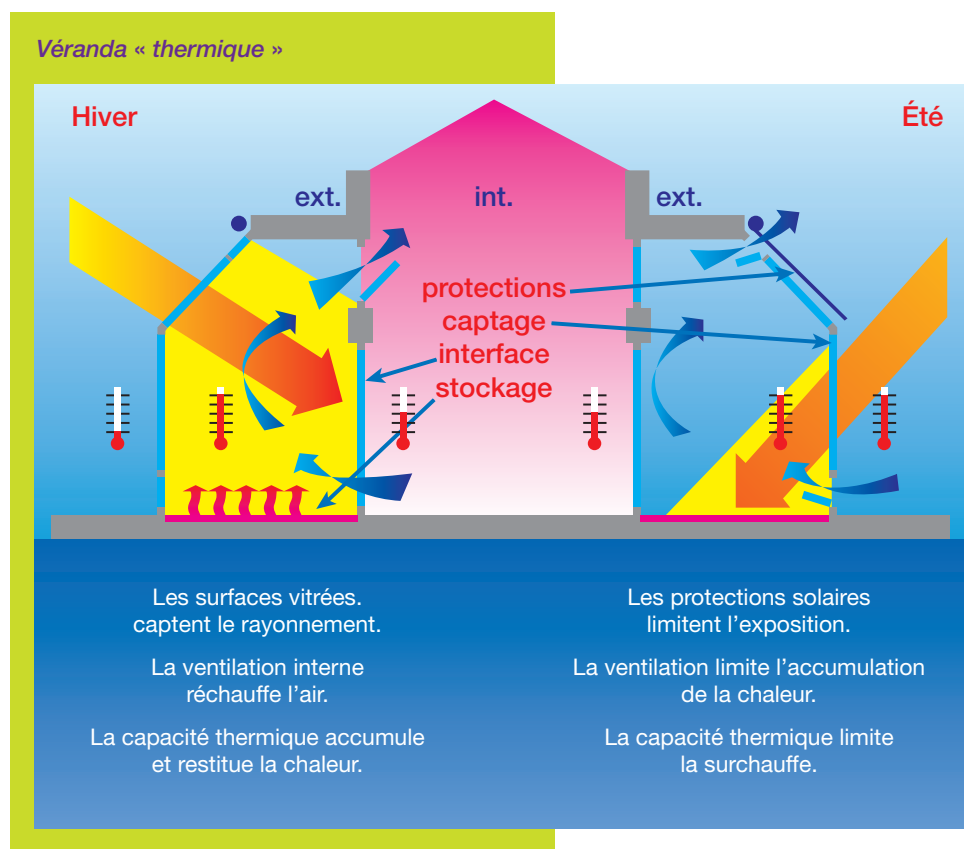 Véranda « thermique »
Hiver
Été
ext.
int.
ext.
protections
captage
interface
stockage
Les surfaces vitrées.
captent le rayonnement.
La ventilation interne
réchauffe l’air.
La capacité thermique accumule
et restitue la chaleur.
Les protections solaires
limitent l’exposition.
La ventilation limite l’accumulation
de la chaleur.
La capacité thermique limite
la surchauffe.